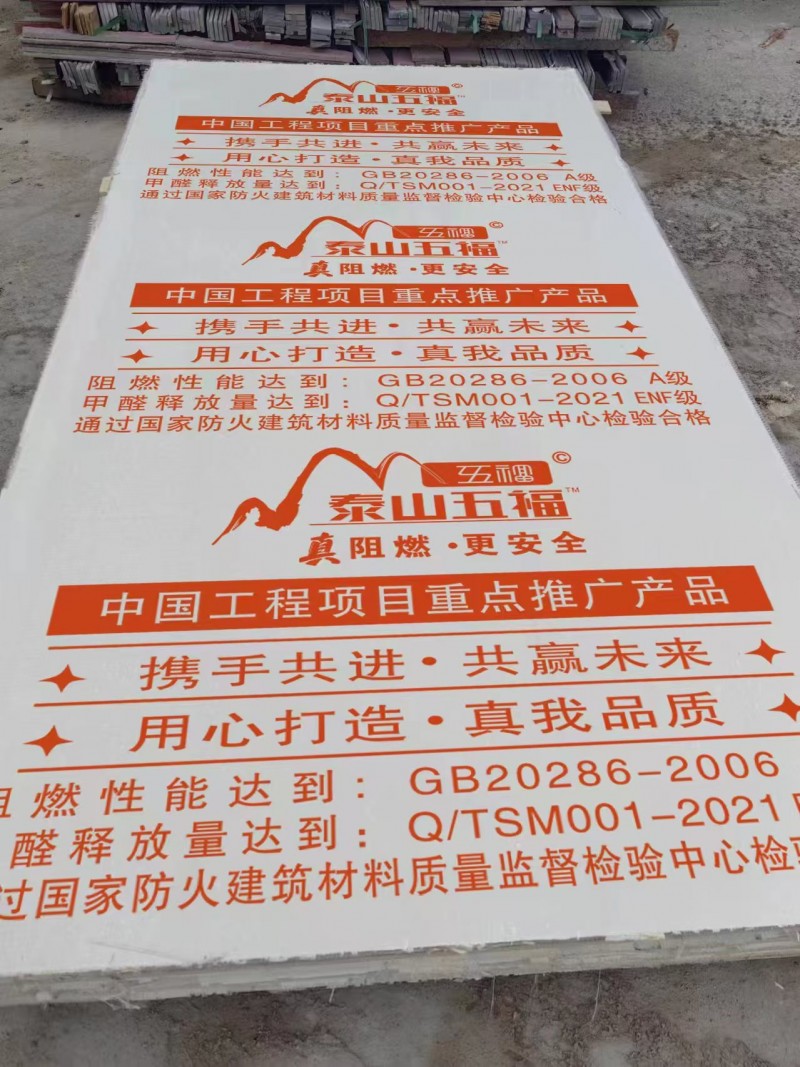 五福©
泰山五福™
真阻燃·更安全
中国工程项目重点推广产品
携手共进·共赢未来
用心打造·真我品质
阻燃性能达到：GB20286-2006 A级
甲醛释放量达到：Q/TSM001-2021 ENF级
通过国家防火建筑材料质量监督检验中心检验合格
五福©
泰山五福™
真阻燃·更安全
中国工程项目重点推广产品
携手共进·共赢未来
用心打造·真我品质
阻燃性能达到：GB20286-2006 A级
甲醛释放量达到：Q/TSM001-2021 ENF级
通过国家防火建筑材料质量监督检验中心检验合格
五福©
泰山五福™
真阻燃·更安全
中国工程项目重点推广产品
携手共进·共赢未来
用心打造·真我品质
阻燃性能达到：GB20286-2006
醛释放量达到：Q/TSM001-2021
过国家防火建筑材料质量监督检验中心检